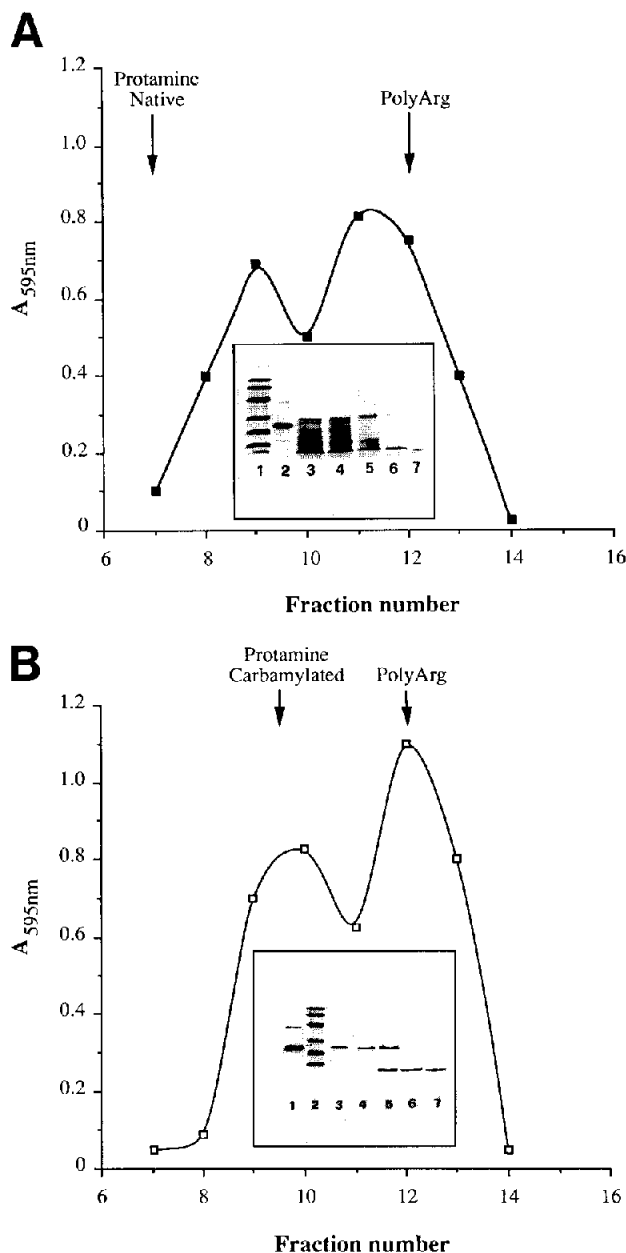 A
Protamine
Native
PolyArg
1.2
1.0
0.8
0.6
0.4
0.2
0
A595nm
1 2 3 4 5 6 7
6 8 10 12 14 16
Fraction number
B
Protamine
Carbamylated
PolyArg
1.2
1.0
0.8
0.6
0.4
0.2
0
A595nm
1 2 3 4 5 6 7
6 8 10 12 14 16
Fraction number